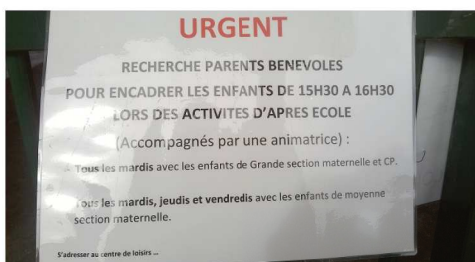 URGENT
RECHERCHE PARENTS BENEVOLES
POUR ENCADRER LES ENFANTS DE 15H30 A 16H30
LORS DES ACTIVITES D'APRES ECOLE
(Accompagnés par une animatrice) :
- Tous les mardis avec les enfants de Grande section maternelle et CP.
- Tous les mardis, jeudis et vendredis avec les enfants de moyenne
section maternelle.
S'adresser au centre de loisirs ...